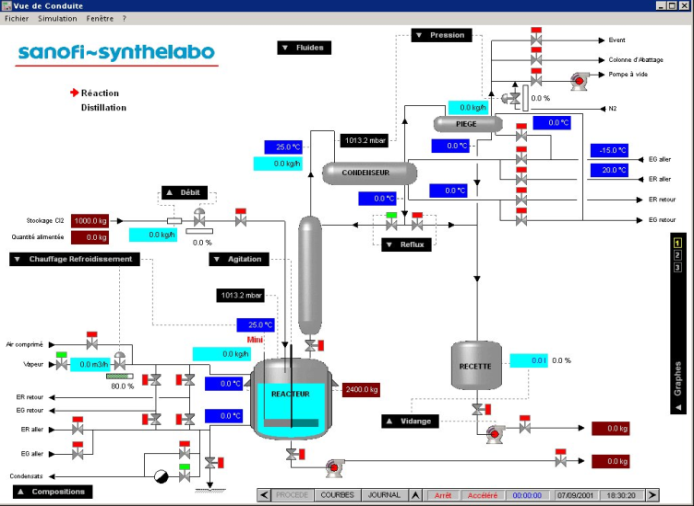 Vue de Conduite
Fichier Simulation Fenêtre ?
sanofi~synthelabo
▼ Fluides
▼ Pression
Event
Colonne d'Abattage
Pompe à vide
0.0 %
N2
Réaction
Distillation
0.0 kg/h
PIEGE
0.0 °C
1013.2 mbar
25.0 °C
0.0 °C
0.0 kg/h
-15.0 °C
EG aller
CONDENSEUR
20.0 °C
ER aller
0.0 °C
0.0 °C
ER retour
▲ Débit
Stockage Cl2
1000.0 kg
EG retour
Quantité alimentée
0.0 kg
0.0 kg/h
0.0 %
▼ Reflux
1
2
3
▼ Chauffage Refroidissement
▼ Agitation
1013.2 mbar
25.0 °C
Mini
Air comprimé
0.0 kg/h
Vapeur
0.0 m3/h
0.0 l
0.0 %
RECETTE
80.0 %
0.0 °C
REACTEUR
2400.0 kg
Graphes
ER retour
EG retour
0.0 °C
▲ Vidange
ER aller
0.0 kg
EG aller
0.0 kg
Condensats
▲ Compositions
PROCEDE COURBES JOURNAL Arrêt Accéléré 00:00:00 07/09/2001 18:30:20